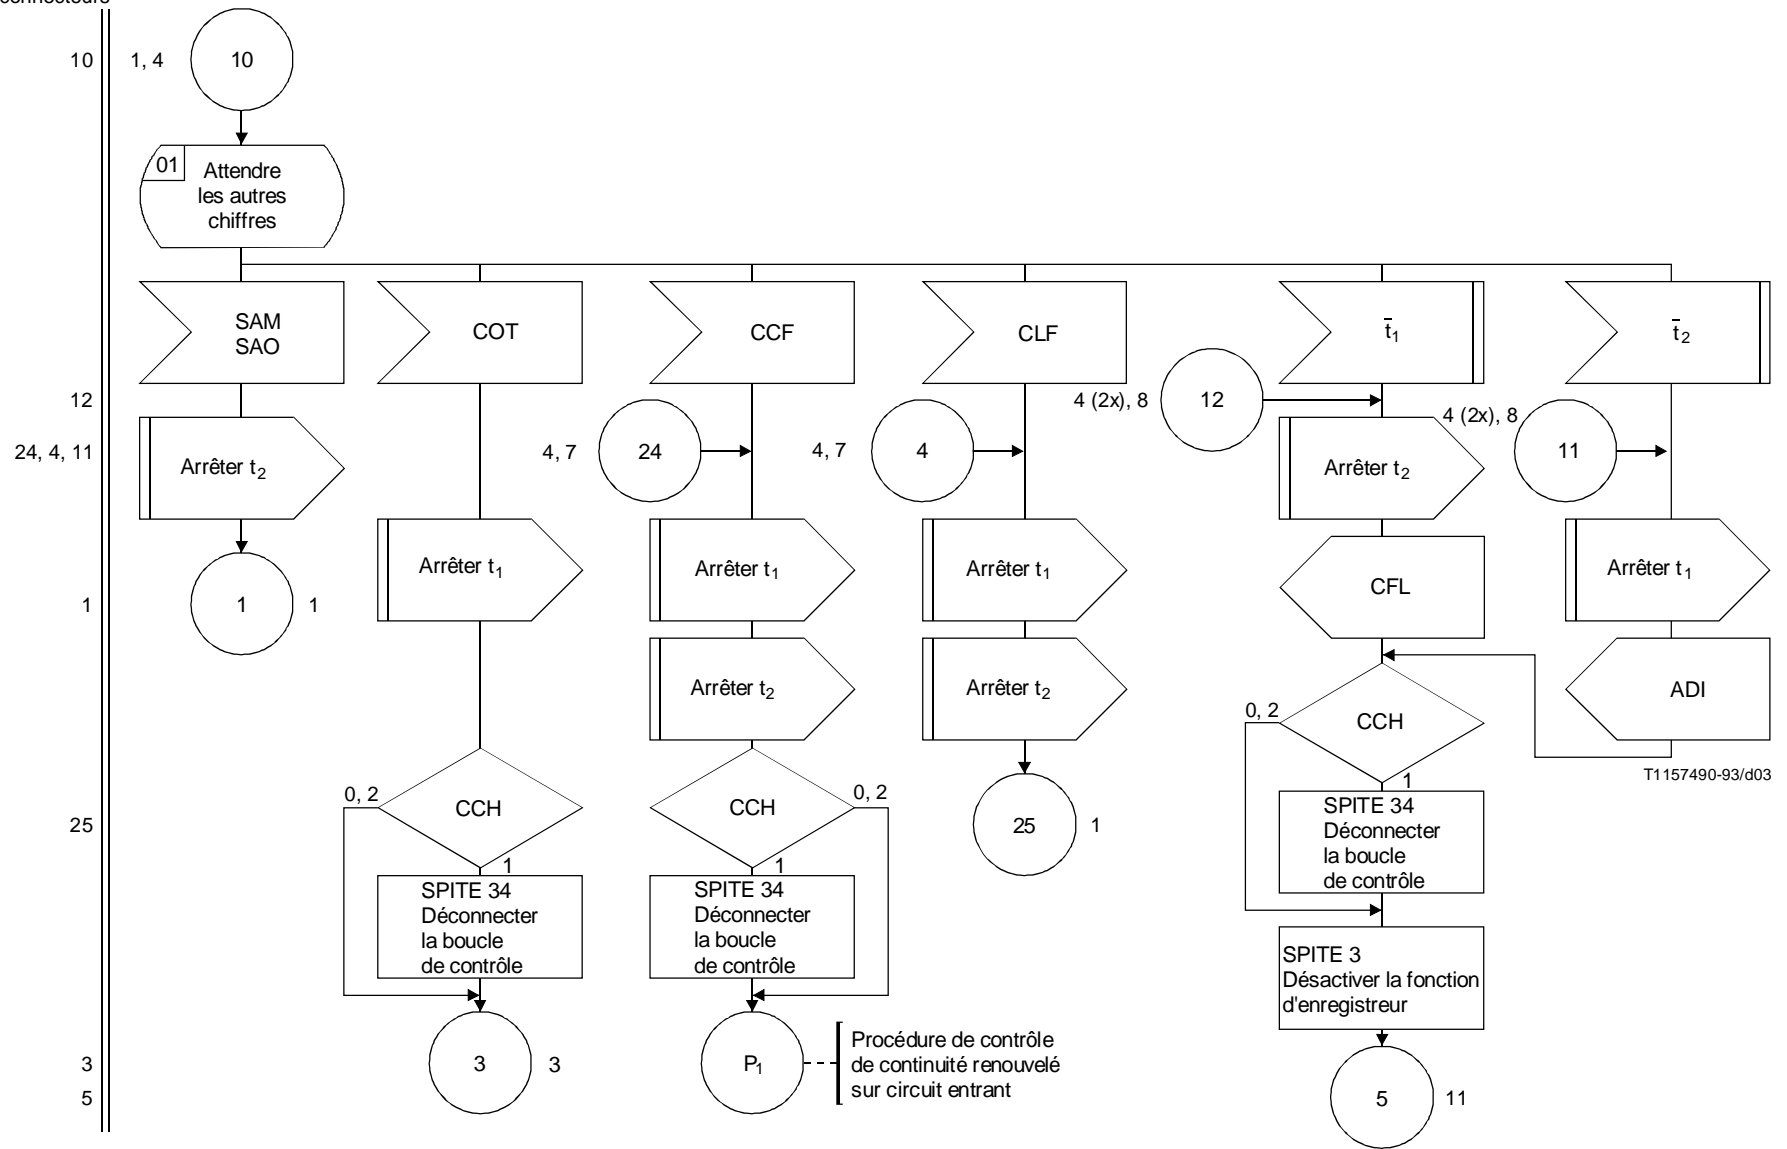 connecteurs
10
1, 4
10
01
Attendre
les autres
chiffres
SAM
SAO
COT
CCF
CLF
t̄1
t̄2
12
24, 4, 11
Arrêter t2
4, 7
24
4, 7
4
4 (2x), 8
12
Arrêter t2
4 (2x), 8
11
1
1
1
Arrêter t1
Arrêter t1
Arrêter t1
CFL
Arrêter t1
Arrêter t2
Arrêter t2
ADI
T1157490-93/d03
0, 2
CCH
1
SPITE 34
Déconnecter
la boucle
de contrôle
25
0, 2
CCH
1
CCH
0, 2
1
25
1
SPITE 34
Déconnecter
la boucle
de contrôle
SPITE 34
Déconnecter
la boucle
de contrôle
SPITE 3
Désactiver la fonction
d'enregistreur
3
5
3
3
P1
Procédure de contrôle
de continuité renouvelé
sur circuit entrant
5
11